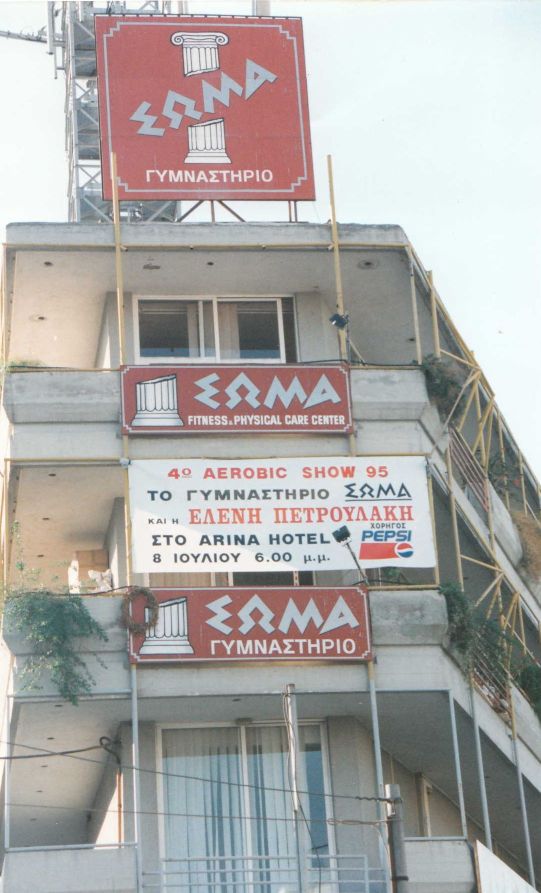 ΣΩΜΑ
ΓΥΜΝΑΣΤΗΡΙΟ
ΣΩΜΑ
FITNESS & PHYSICAL CARE CENTER
4Ο AEROBIC SHOW 95
ΤΟ ΓΥΜΝΑΣΤΗΡΙΟ ΣΩΜΑ
ΚΑΙ Η ΕΛΕΝΗ ΠΕΤΡΟΥΛΑΚΗ
ΧΟΡΗΓΟΣ
ΣΤΟ ARINA HOTEL PEPSI
8 ΙΟΥΛΙΟΥ 6.00 μ.μ.
ΣΩΜΑ
ΓΥΜΝΑΣΤΗΡΙΟ